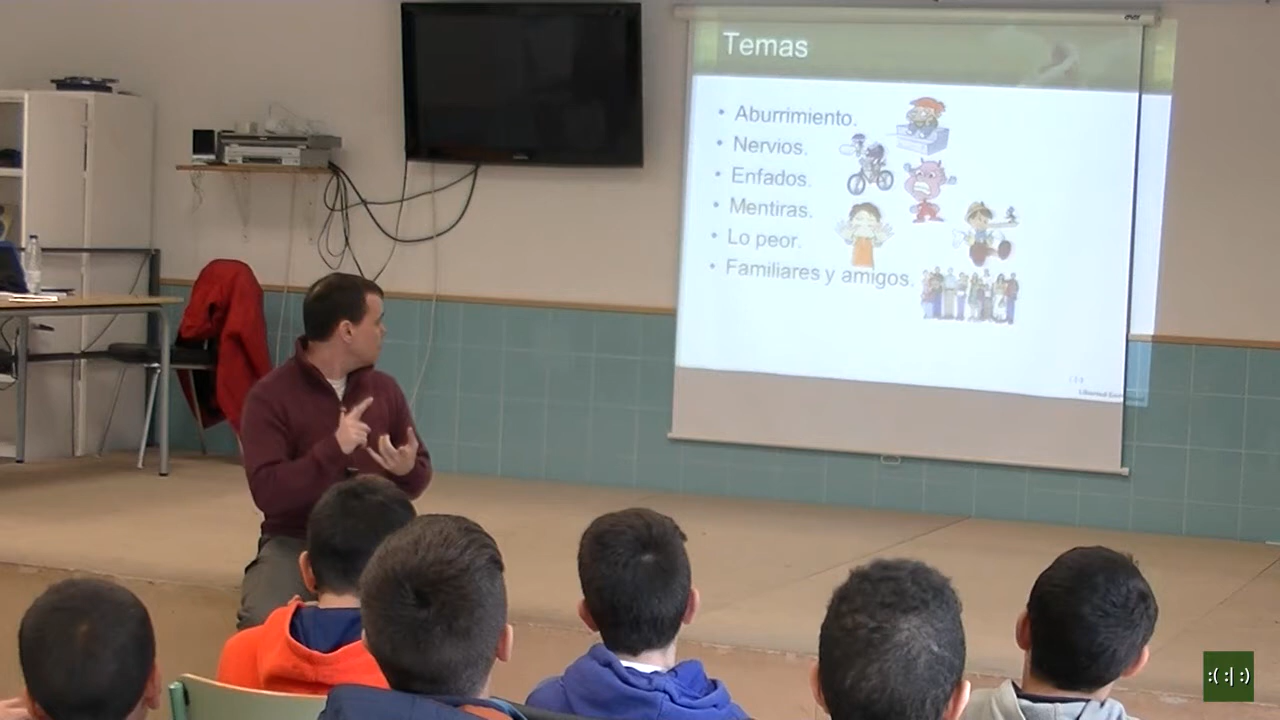 Temas
• Aburrimiento.
• Nervios.
• Enfados.
• Mentiras.
• Lo peor.
• Familiares y amigos.
:( :| :)